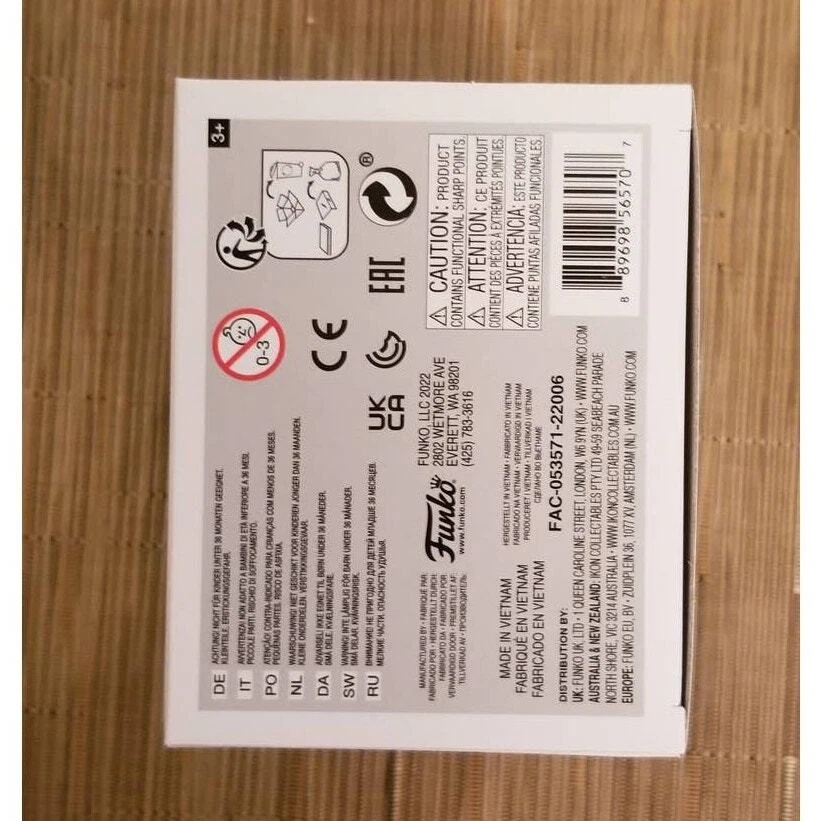 DE ACHTUNG! NICHT FÜR KINDER UNTER 36 MONATEN GEEIGNET.
KLEINTEILE. ERSTICKUNGSGEFAHR.
IT AVVERTENZA! NON ADATTO A BAMBINI DI ETÀ INFERIORE A 36 MESI.
PICCOLE PARTI. RISCHIO DI SOFFOCAMENTO.
PO ATENÇÃO! CONTRA-INDICADO PARA CRIANÇAS COM MENOS DE 36 MESES.
PEQUENAS PARTES. RISCO DE ASFIXIA.
NL WAARSCHUWING! NIET GESCHIKT VOOR KINDEREN JONGER DAN 36 MAANDEN.
KLEINE ONDERDELEN. VERSTIKKINGSGEVAAR.
DA ADVARSEL! IKKE EGNET TIL BØRN UNDER 36 MÅNEDER.
SMÅ DELE. KVÆLNINGSFARE.
SW VARNING! INTE LÄMPLIG FÖR BARN UNDER 36 MÅNADER.
SMÅ DELAR. KVÄVNINGSRISK.
RU ВНИМАНИЕ! НЕ ПРИГОДНО ДЛЯ ДЕТЕЙ МЛАДШЕ 36 МЕСЯЦЕВ.
МЕЛКИЕ ЧАСТИ. ОПАСНОСТЬ УДУШЬЯ.
0-3
CE
UK
CA
EAC
3+
®
MANUFACTURED BY • FABRIQUÉ PAR
FABRICADO POR • HERGESTELLT DURCH
FABBRICATO DA • FABRICADO POR
VERVAARDIGD DOOR • FREMSTILLET AF
TILLVERKAD AV • ПРОИЗВОДИТЕЛЬ:
Funko
www.funko.com
FUNKO, LLC 2022
2802 WETMORE AVE
EVERETT, WA 98201
(425) 783-3616
CAUTION: PRODUCT
CONTAINS FUNCTIONAL SHARP POINTS.
ATTENTION: CE PRODUIT
CONTIENT DES PIÈCES À EXTRÉMITÉS POINTUES.
ADVERTENCIA: ESTE PRODUCTO
CONTIENE PUNTAS AFILADAS FUNCIONALES.
MADE IN VIETNAM
FABRIQUÉ EN VIETNAM
FABRICADO EN VIETNAM
HERGESTELLT IN VIETNAM • FABBRICATO IN VIETNAM
FABRICADO NA VIETNAM • VERVAARDIGD IN VIETNAM
PRODUCERET I VIETNAM • TILLVERKAD I VIETNAM
СДЕЛАНО ВО ВЬЕТНАМЕ
FAC-053571-22006
DISTRIBUTION BY:
UK: FUNKO UK, LTD • 1 QUEEN CAROLINE STREET, LONDON, W6 9YN (UK) • WWW.FUNKO.COM
AUSTRALIA & NEW ZEALAND: IKON COLLECTABLES PTY LTD 49-59 SEABEACH PARADE
NORTH SHORE, VIC 3214 AUSTRALIA • WWW.IKONCOLLECTABLES.COM.AU
EUROPE: FUNKO EU, BV • ZUIDPLEIN 36, 1077 XV, AMSTERDAM (NL) • WWW.FUNKO.COM
8 89698 56570 7